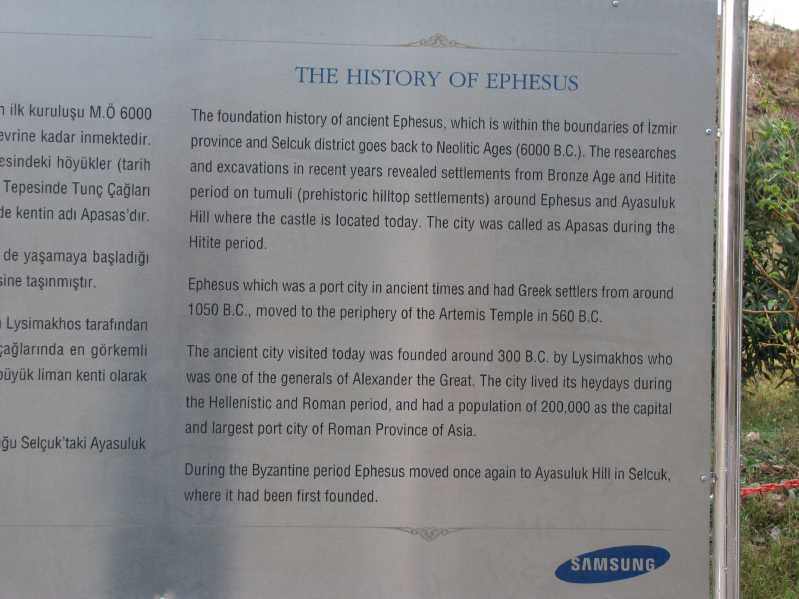 n ilk kuruluşu M.Ö 6000
evrine kadar inmektedir.
esindeki höyükler (tarih
Tepesinde Tunç Çağları
de kentin adı Apasas'dır.
de yaşamaya başladığı
sine taşınmıştır.
Lysimakhos tarafından
çağlarında en görkemli
büyük liman kenti olarak
ğu Selçuk'taki Ayasuluk
THE HISTORY OF EPHESUS
The foundation history of ancient Ephesus, which is within the boundaries of İzmir
province and Selcuk district goes back to Neolitic Ages (6000 B.C.). The researches
and excavations in recent years revealed settlements from Bronze Age and Hitite
period on tumuli (prehistoric hilltop settlements) around Ephesus and Ayasuluk
Hill where the castle is located today. The city was called as Apasas during the
Hitite period.
Ephesus which was a port city in ancient times and had Greek settlers from around
1050 B.C., moved to the periphery of the Artemis Temple in 560 B.C.
The ancient city visited today was founded around 300 B.C. by Lysimakhos who
was one of the generals of Alexander the Great. The city lived its heydays during
the Hellenistic and Roman period, and had a population of 200,000 as the capital
and largest port city of Roman Province of Asia.
During the Byzantine period Ephesus moved once again to Ayasuluk Hill in Selcuk,
where it had been first founded.
SAMSUNG